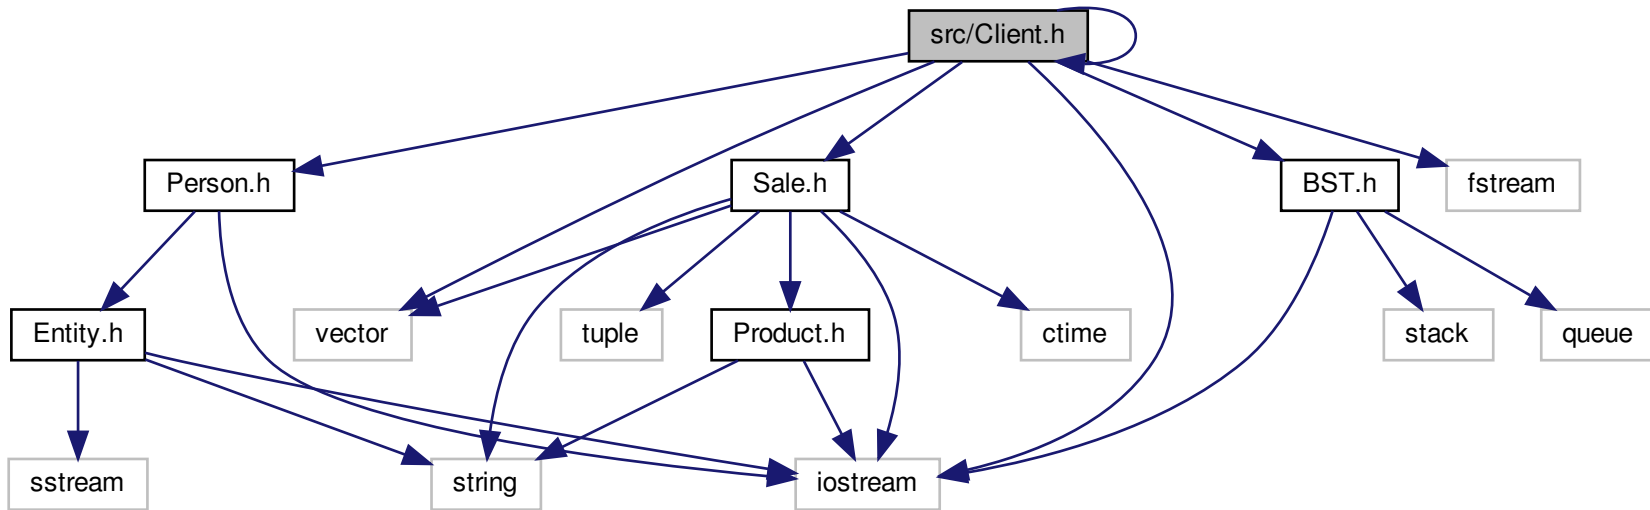 src/Client.h
Person.h
Sale.h
BST.h
fstream
Entity.h
vector
tuple
Product.h
ctime
stack
queue
sstream
string
iostream